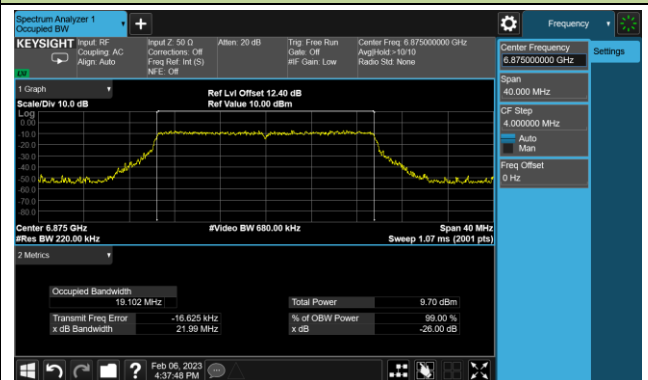 Spectrum Analyzer 1
Occupied BW
Frequency
KEYSIGHT
Input: RF
Coupling: AC
Align: Auto
Input Z: 50 Ω
Corrections: Off
Freq Ref: Int (S)
NFE: Off
Atten: 20 dB
Trig: Free Run
Gate: Off
#IF Gain: Low
Center Freq: 6.875000000 GHz
Avg|Hold:>10/10
Radio Std: None
Center Frequency
6.875000000 GHz
Settings
Span
40.000 MHz
CF Step
4.000000 MHz
Auto
Man
Freq Offset
0 Hz
1 Graph
Scale/Div 10.0 dB
Ref Lvl Offset 12.40 dB
Ref Value 10.00 dBm
Log
0.00
-10.0
-20.0
-30.0
-40.0
-50.0
-60.0
-70.0
-80.0
Center 6.875 GHz
#Video BW 680.00 kHz
Span 40 MHz
#Res BW 220.00 kHz
Sweep 1.07 ms (2001 pts)
2 Metrics
Occupied Bandwidth
19.102 MHz
Total Power 9.70 dBm
Transmit Freq Error -16.625 kHz
% of OBW Power 99.00 %
x dB Bandwidth 21.99 MHz
x dB -26.00 dB
Feb 06, 2023
4:37:48 PM